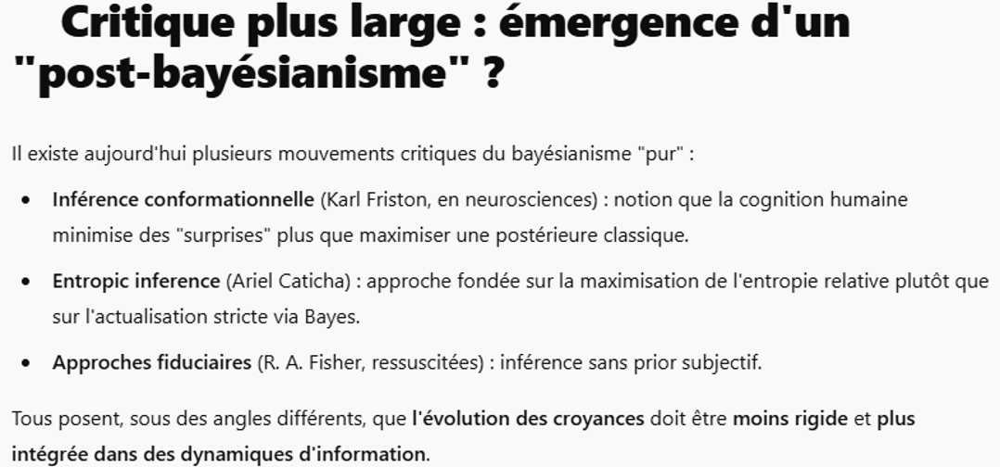 Critique plus large : émergence d'un
"post-bayésianisme" ?
Il existe aujourd'hui plusieurs mouvements critiques du bayésianisme "pur" :
• Inférence conformationnelle (Karl Friston, en neurosciences) : notion que la cognition humaine
minimise des "surprises" plus que maximiser une postérieure classique.
• Entropic inference (Ariel Caticha) : approche fondée sur la maximisation de l'entropie relative plutôt que
sur l'actualisation stricte via Bayes.
• Approches fiduciaires (R. A. Fisher, ressuscitées) : inférence sans prior subjectif.
Tous posent, sous des angles différents, que l'évolution des croyances doit être moins rigide et plus
intégrée dans des dynamiques d'information.